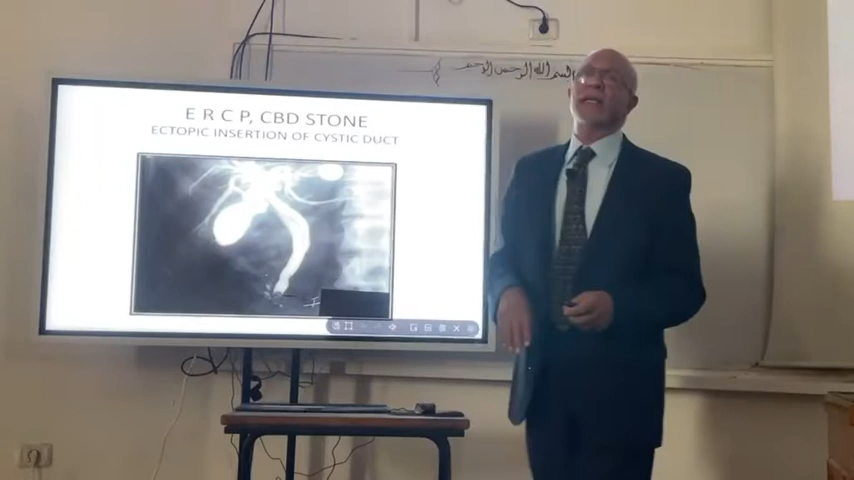 بسم الله الرحمن الرحيم
E R C P, CBD STONE
ECTOPIC INSERTION OF CYSTIC DUCT